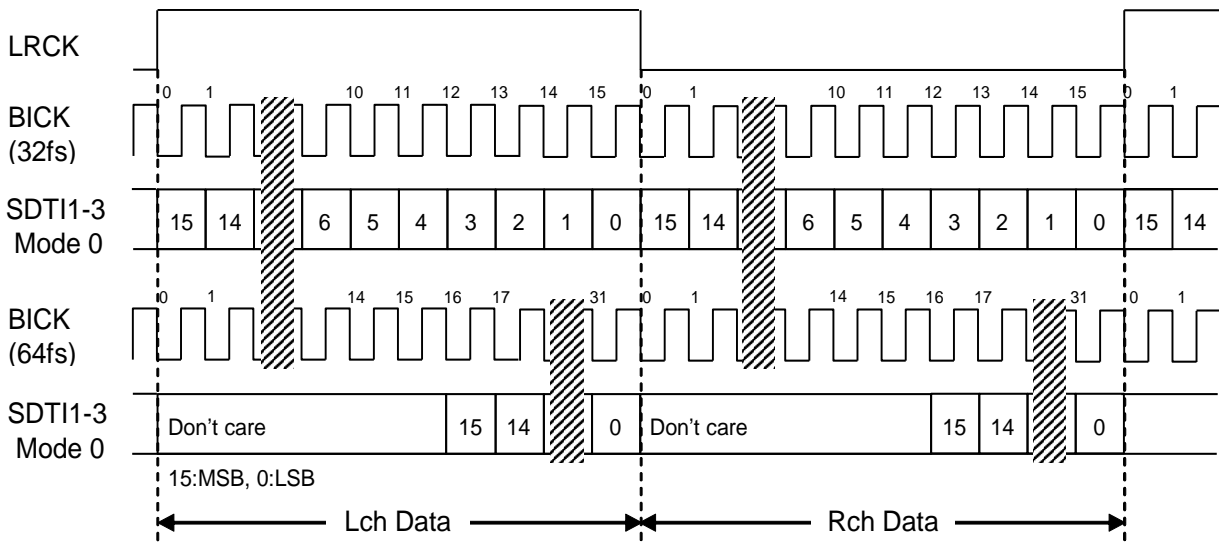 LRCK
0 1 10 11 12 13 14 15 0 1 10 11 12 13 14 15 0 1
BICK
(32fs)
SDTI1-3
Mode 0
15 14 6 5 4 3 2 1 0 15 14 6 5 4 3 2 1 0 15 14
0 1 14 15 16 17 31 0 1 14 15 16 17 31 0 1
BICK
(64fs)
SDTI1-3
Mode 0
Don't care 15 14 0 Don't care 15 14 0
15:MSB, 0:LSB
Lch Data Rch Data